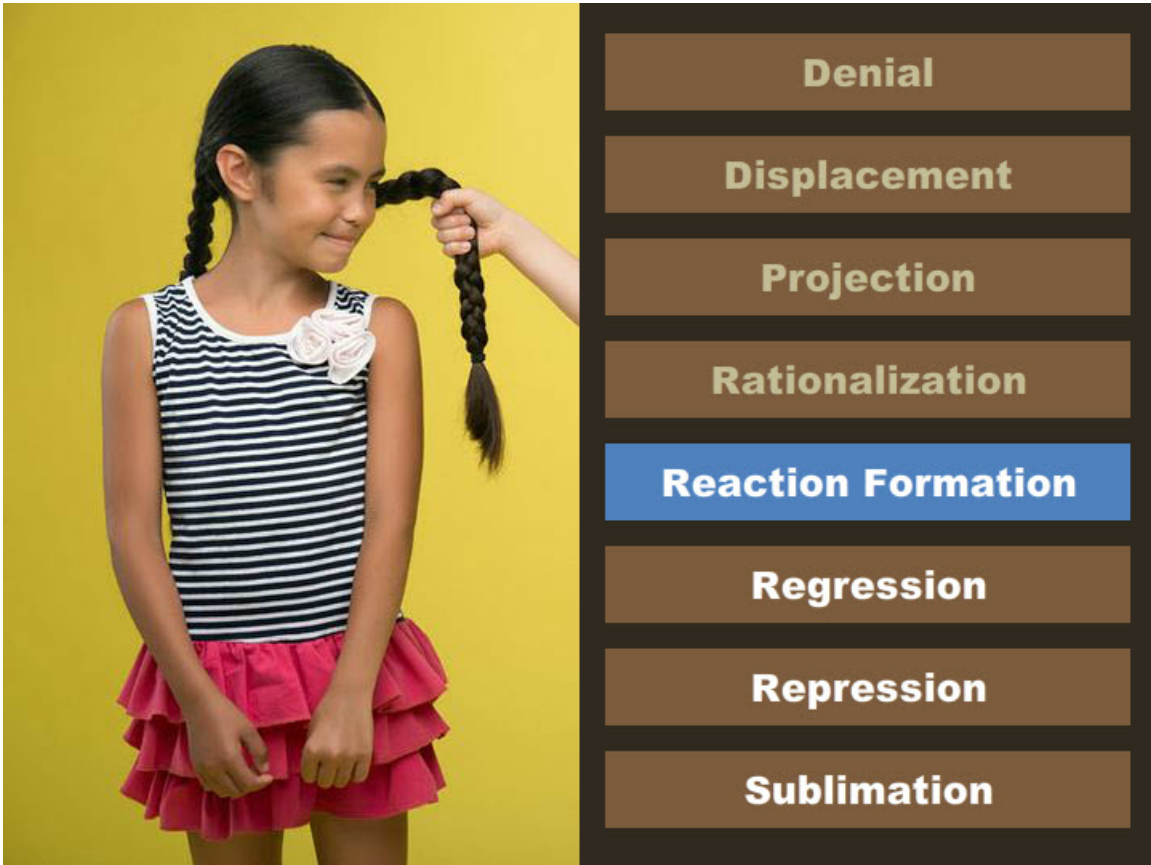 Denial
Displacement
Projection
Rationalization
Reaction Formation
Regression
Repression
Sublimation